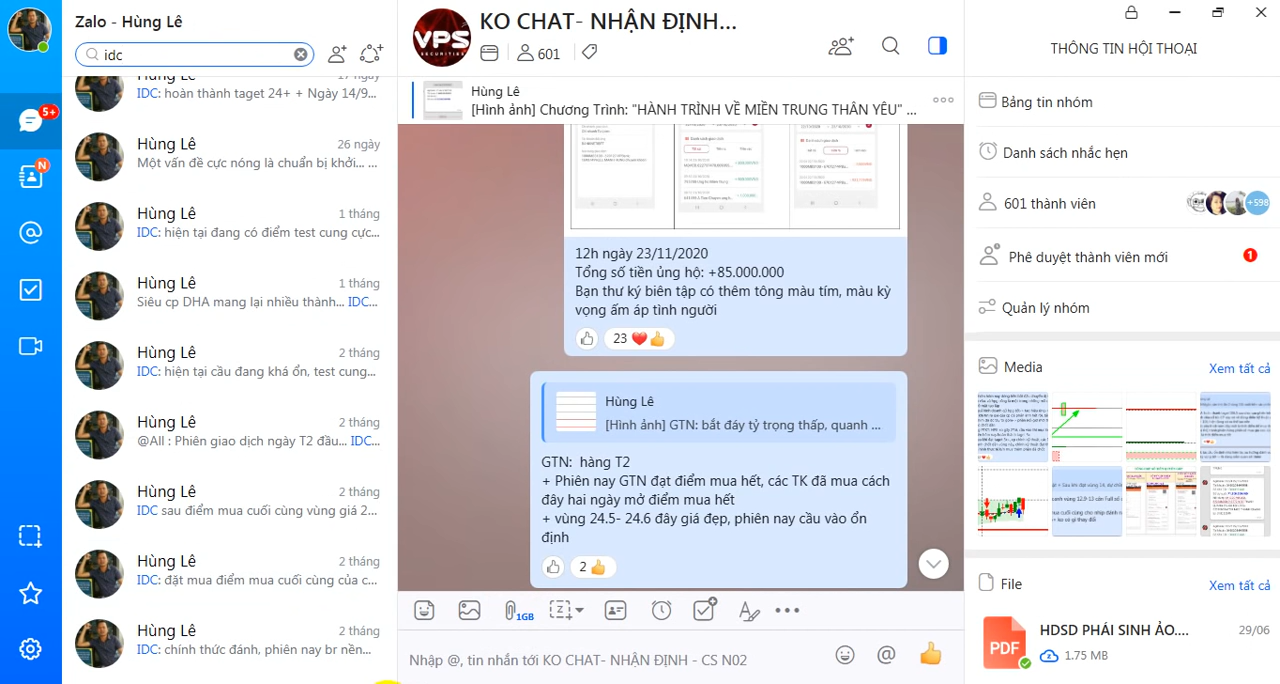 Zalo - Hùng Lê
idc
5+
N
Hùng Lê
17 ngày
IDC: hoàn thành taget 24+ + Ngày 14/9...
Hùng Lê
26 ngày
Một vấn đề cực nóng là chuẩn bị khởi... ...
Hùng Lê
1 tháng
IDC: hiện tại đang có điểm test cung cực...
Hùng Lê
1 tháng
Siêu cp DHA mang lại nhiều thành... IDC...
Hùng Lê
2 tháng
IDC: hiện tại cầu đang khá ổn, test cung...
Hùng Lê
2 tháng
@All : Phiên giao dịch ngày T2 đầu... IDC...
Hùng Lê
2 tháng
IDC sau điểm mua cuối cùng vùng giá 2...
Hùng Lê
2 tháng
IDC: đặt mua điểm mua cuối cùng của c...
Hùng Lê
2 tháng
IDC: chính thức đánh, phiên nay br nền...
VPS
SECURITIES
KO CHAT- NHẬN ĐỊNH...
601
Hùng Lê
[Hình ảnh] Chương Trình: "HÀNH TRÌNH VỀ MIỀN TRUNG THÂN YÊU" ...
12h ngày 23/11/2020
Tổng số tiền ủng hộ: +85.000.000
Bạn thư ký biên tập có thêm tông màu tím, màu kỳ
vọng ấm áp tình người
23
Hùng Lê
[Hình ảnh] GTN: bắt đáy tỷ trọng thấp, quanh ...
GTN: hàng T2
+ Phiên nay GTN đạt điểm mua hết, các TK đã mua cách
đây hai ngày mở điểm mua hết
+ vùng 24.5- 24.6 đây giá đẹp, phiên nay cầu vào ổn
định
2
1GB
Nhập @, tin nhắn tới KO CHAT- NHẬN ĐỊNH - CS N02
THÔNG TIN HỘI THOẠI
Bảng tin nhóm
Danh sách nhắc hẹn
601 thành viên
+598
Phê duyệt thành viên mới
1
Quản lý nhóm
Media
Xem tất cả
File
Xem tất cả
PDF
HDSD PHÁI SINH ẢO....
29/06
1.75 MB